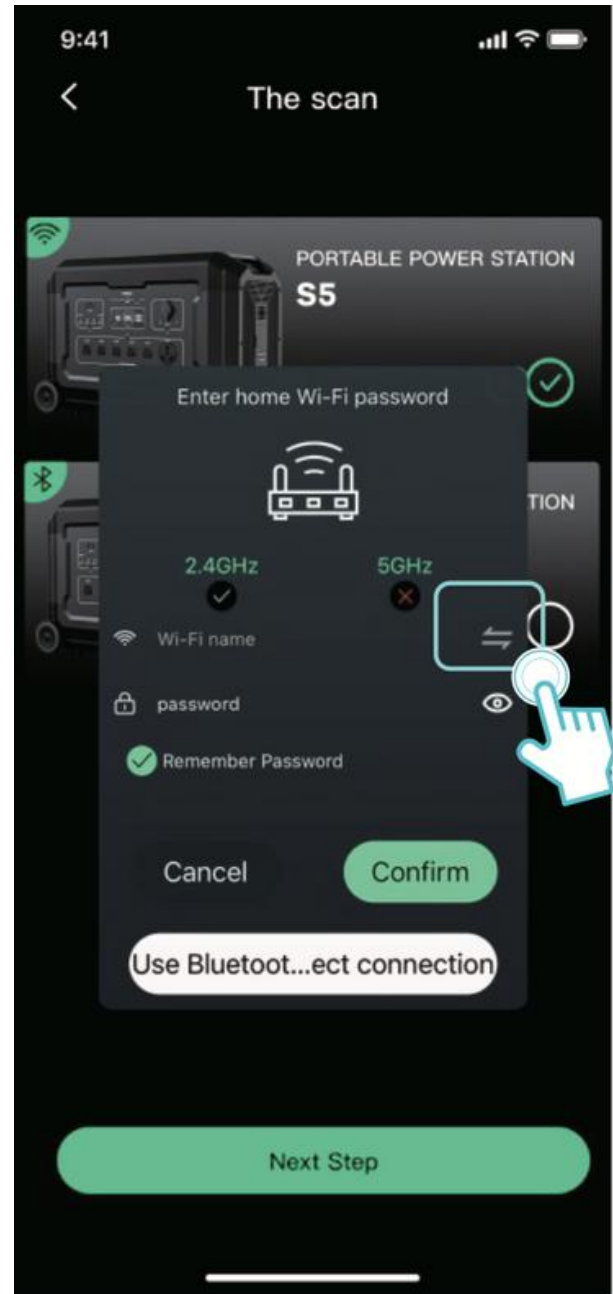 9:41
The scan
PORTABLE POWER STATION
S5
Enter home Wi-Fi password
TION
2.4GHz
5GHz
Wi-Fi name
password
Remember Password
Cancel
Confirm
Use Bluetoot...ect connection
Next Step